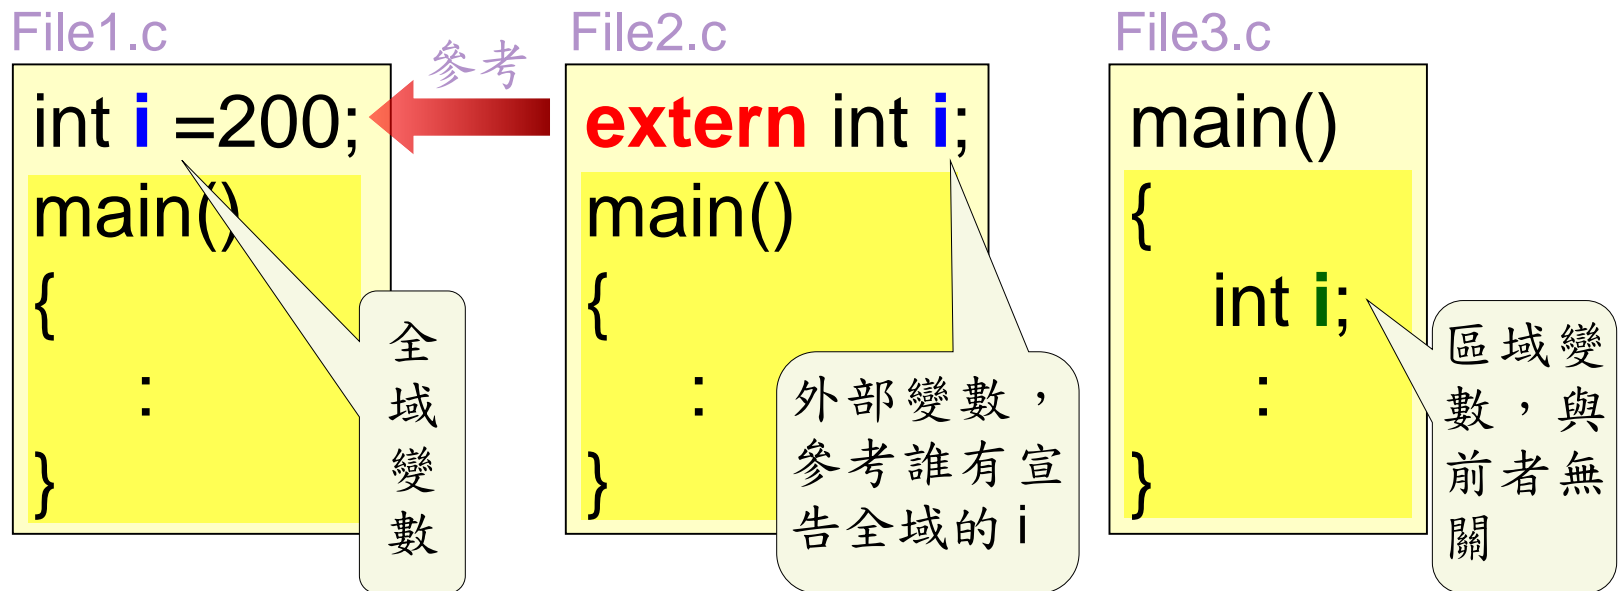 File1.c
int i =200;
main()
{
:
}
全
域
變
數
參考
File2.c
extern int i;
main()
{
:
}
外部變數，
參考誰有宣
告全域的 i
File3.c
main()
{
int i;
:
}
區域變
數，與
前者無
關